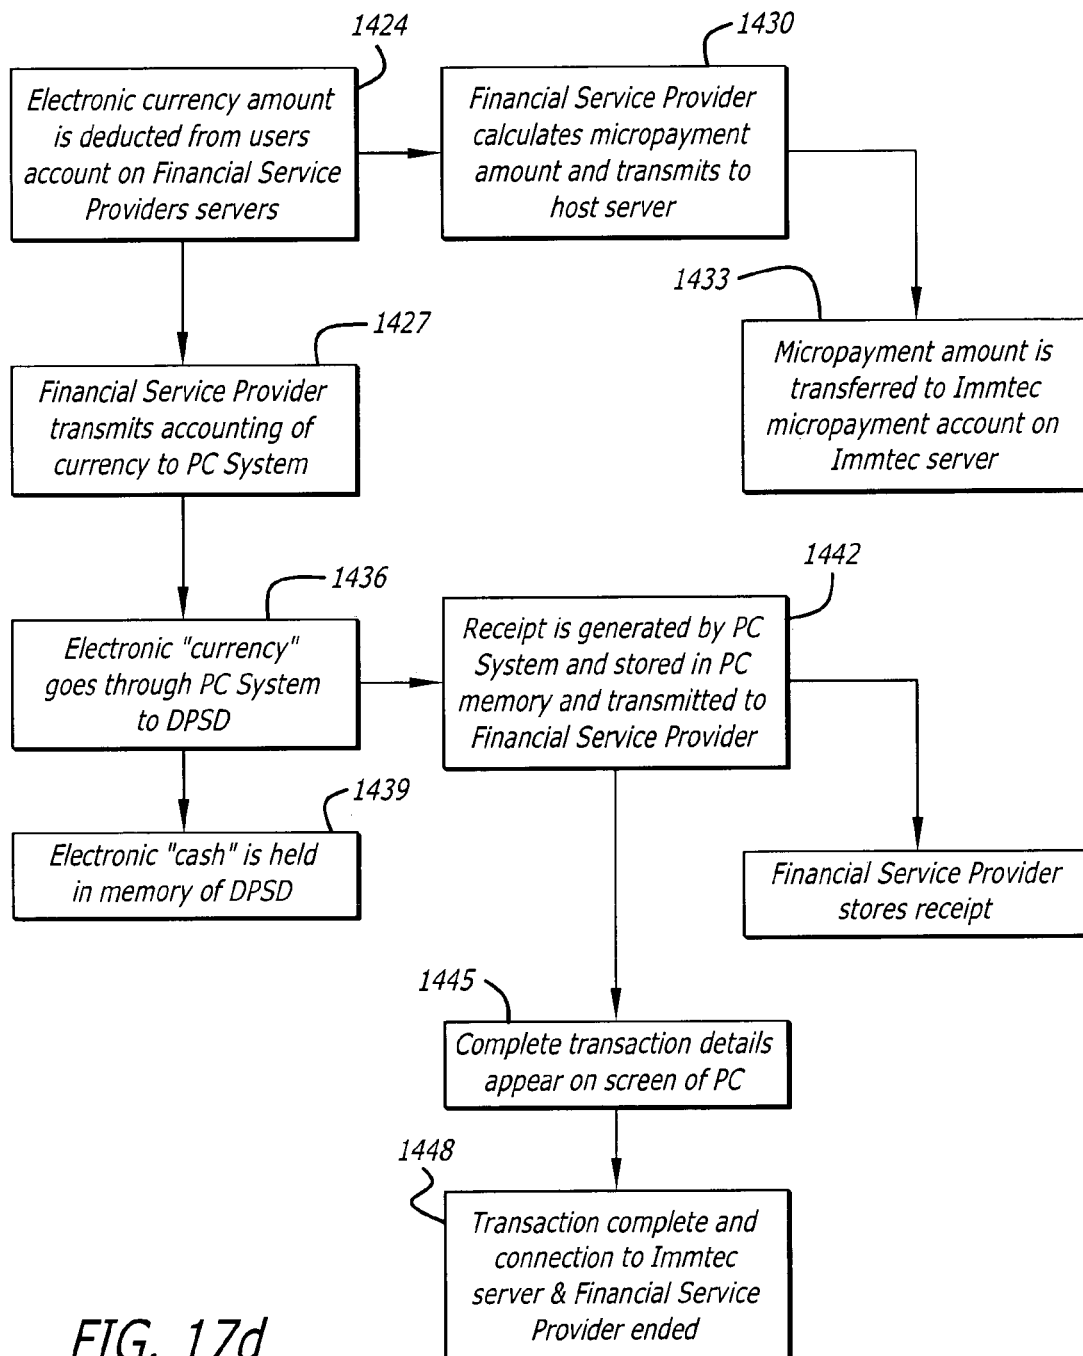 1424
Electronic currency amount
is deducted from users
account on Financial Service
Providers servers
1430
Financial Service Provider
calculates micropayment
amount and transmits to
host server
1433
Micropayment amount is
transferred to Immtec
micropayment account on
Immtec server
1427
Financial Service Provider
transmits accounting of
currency to PC System
1436
Electronic "currency"
goes through PC System
to DPSD
1442
Receipt is generated by PC
System and stored in PC
memory and transmitted to
Financial Service Provider
1439
Electronic "cash" is held
in memory of DPSD
Financial Service Provider
stores receipt
1445
Complete transaction details
appear on screen of PC
1448
Transaction complete and
connection to Immtec
server & Financial Service
Provider ended
FIG. 17d